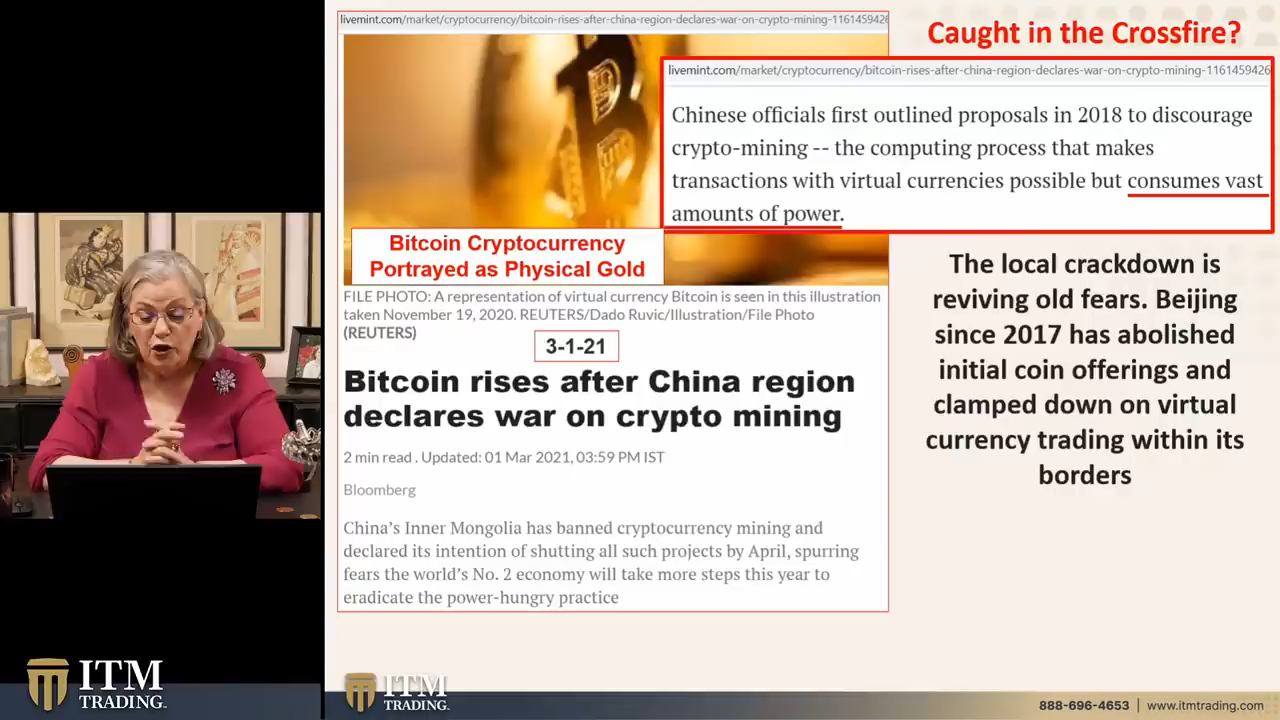 livemint.com/market/cryptocurrency/bitcoin-rises-after-china-region-declares-war-on-crypto-mining-1161459426
Bitcoin Cryptocurrency
Portrayed as Physical Gold
FILE PHOTO: A representation of virtual currency Bitcoin is seen in this illustration
taken November 19, 2020. REUTERS/Dado Ruvic/Illustration/File Photo
(REUTERS)
3-1-21
Bitcoin rises after China region
declares war on crypto mining
2 min read . Updated: 01 Mar 2021, 03:59 PM IST
Bloomberg
China's Inner Mongolia has banned cryptocurrency mining and
declared its intention of shutting all such projects by April, spurring
fears the world's No. 2 economy will take more steps this year to
eradicate the power-hungry practice
Caught in the Crossfire?
livemint.com/market/cryptocurrency/bitcoin-rises-after-china-region-declares-war-on-crypto-mining-1161459426
Chinese officials first outlined proposals in 2018 to discourage
crypto-mining -- the computing process that makes
transactions with virtual currencies possible but consumes vast
amounts of power.
The local crackdown is
reviving old fears. Beijing
since 2017 has abolished
initial coin offerings and
clamped down on virtual
currency trading within its
borders
ITM
TRADING
ITM
TRADING
888-696-4653 | www.itmtrading.com